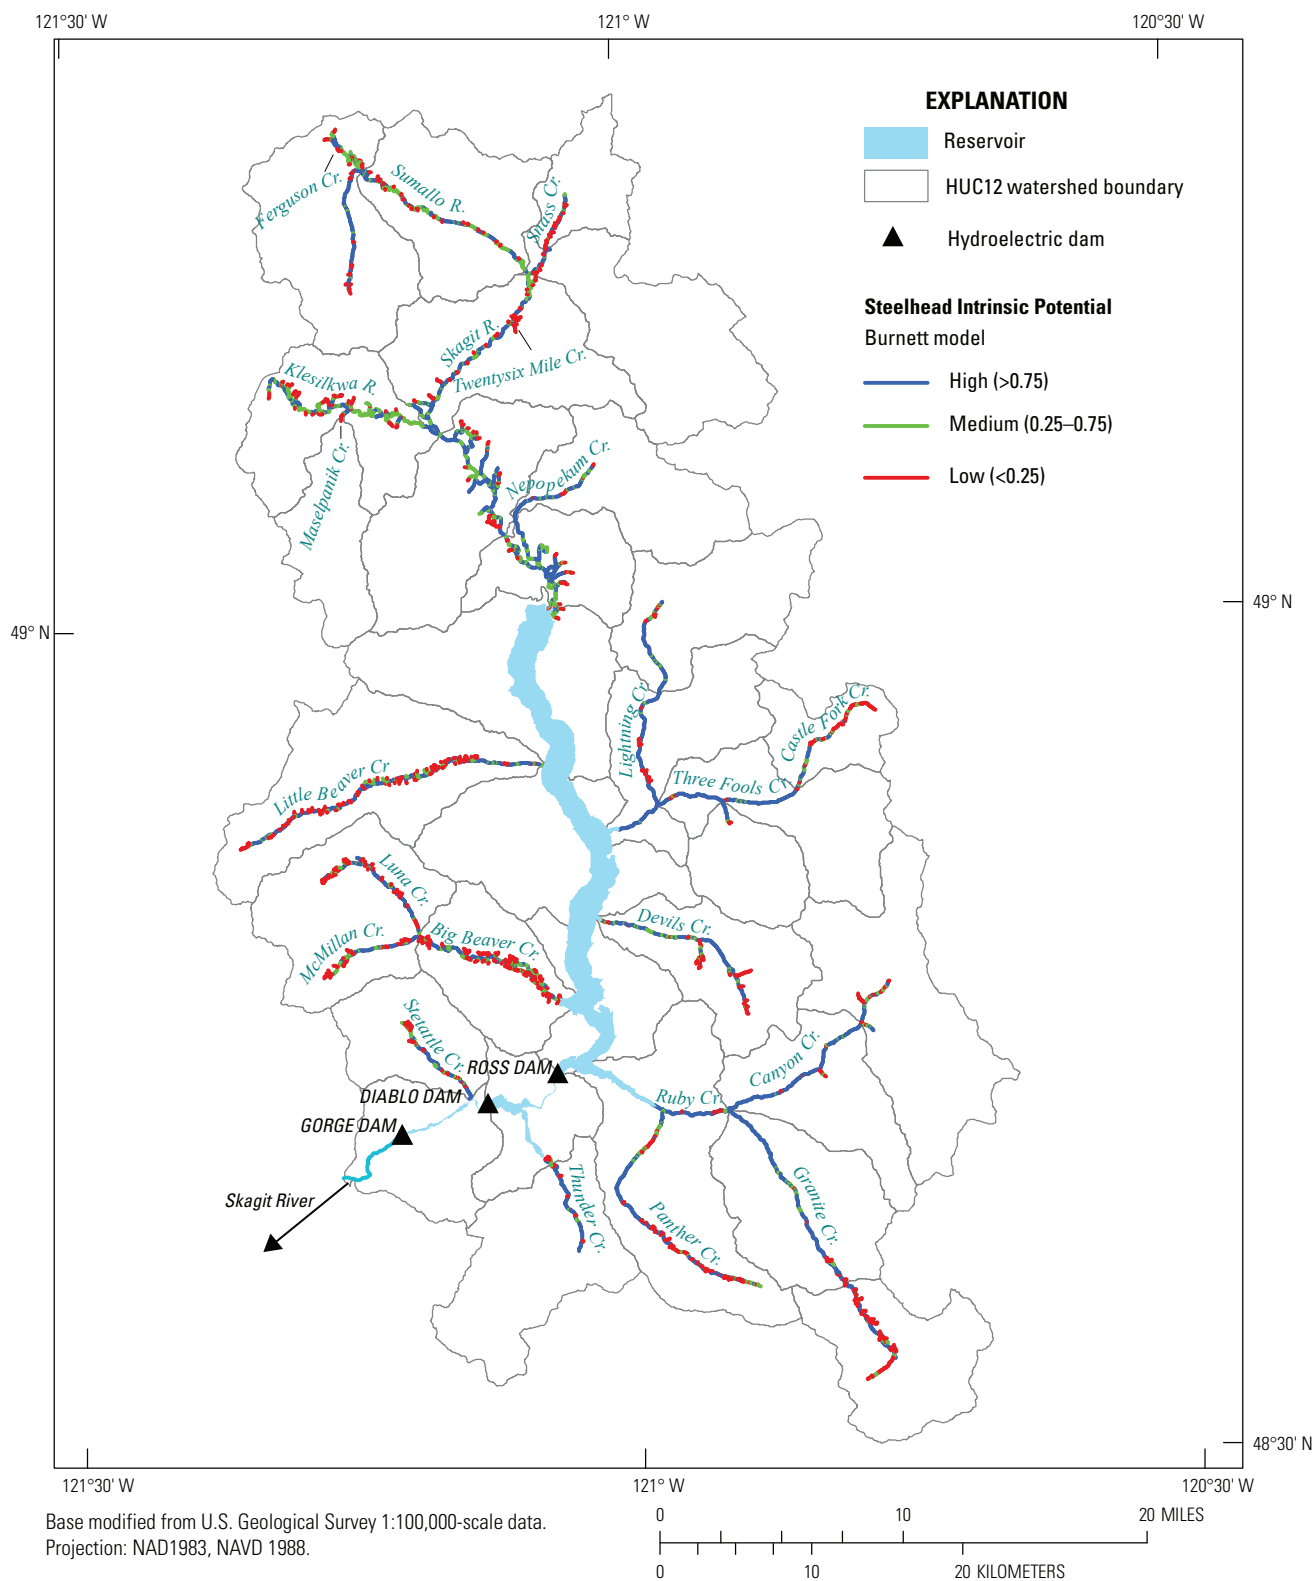 121°30' W
121° W
120°30' W
EXPLANATION
Reservoir
HUC12 watershed boundary
Hydroelectric dam
Steelhead Intrinsic Potential
Burnett model
High (>0.75)
Medium (0.25–0.75)
Low (<0.25)
Ferguson Cr.
Sumallo R.
Snass Cr.
Skagit R.
Twentysix Mile Cr.
Klesilkwa R.
Maselpanik Cr.
Nepopekum Cr.
49° N
49° N
Lightning Cr.
Castle Fork Cr.
Three Fools Cr.
Little Beaver Cr
Luna Cr.
McMillan Cr.
Big Beaver Cr.
Devils Cr.
Stetattle Cr.
ROSS DAM
DIABLO DAM
GORGE DAM
Canyon Cr.
Ruby Cr.
Skagit River
Thunder Cr.
Panther Cr.
Granite Cr.
48°30' N
121°30' W
121° W
120°30' W
Base modified from U.S. Geological Survey 1:100,000-scale data.
Projection: NAD1983, NAVD 1988.
0
10
20 MILES
0
10
20 KILOMETERS